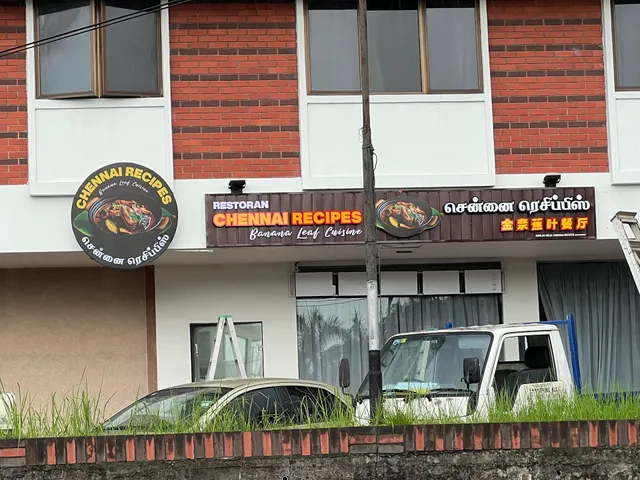 CHENNAI RECIPES
Banana Leaf Cuisine
சென்னை ரெசிப்பிஸ்
RESTORAN
CHENNAI RECIPES
Banana Leaf Cuisine
சென்னை ரெசிப்பிஸ்
金奈蕉叶餐厅